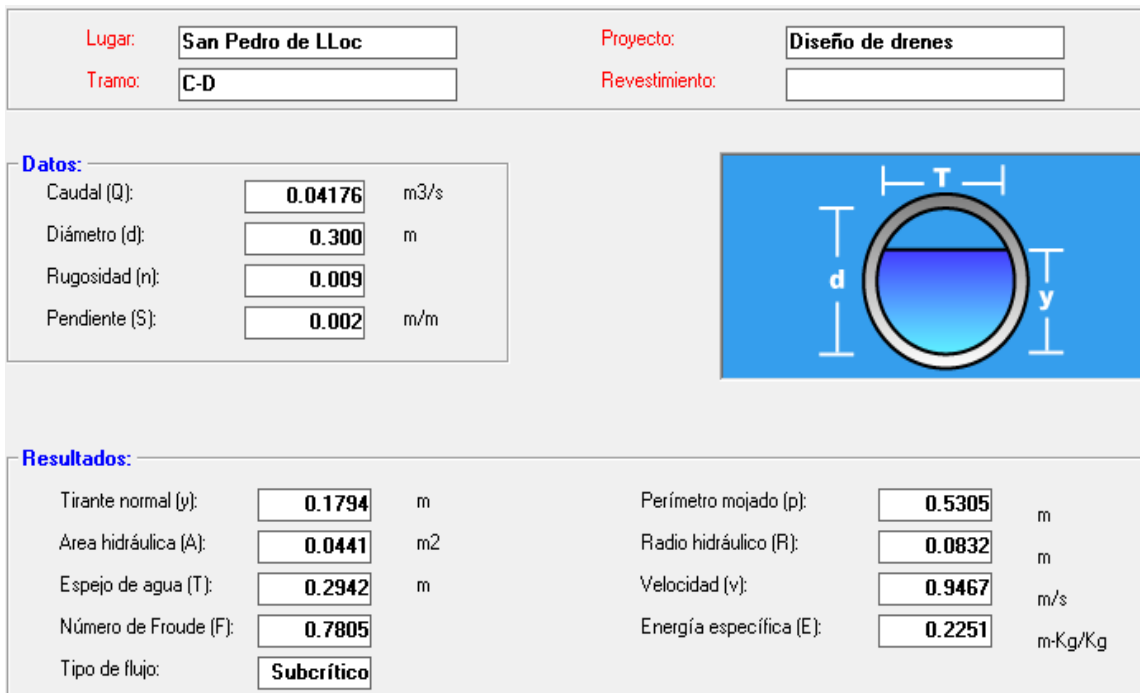 Lugar: San Pedro de LLoc Proyecto: Diseño de drenes
Tramo: C-D Revestimiento:
Datos:
Caudal (Q): 0.04176 m3/s
Diámetro (d): 0.300 m
Rugosidad (n): 0.009
Pendiente (S): 0.002 m/m
T
d
y
Resultados:
Tirante normal (y): 0.1794 m Perímetro mojado (p): 0.5305 m
Area hidráulica (A): 0.0441 m2 Radio hidráulico (R): 0.0832 m
Espejo de agua (T): 0.2942 m Velocidad (v): 0.9467 m/s
Número de Froude (F): 0.7805 Energía específica (E): 0.2251 m-Kg/Kg
Tipo de flujo: Subcrítico